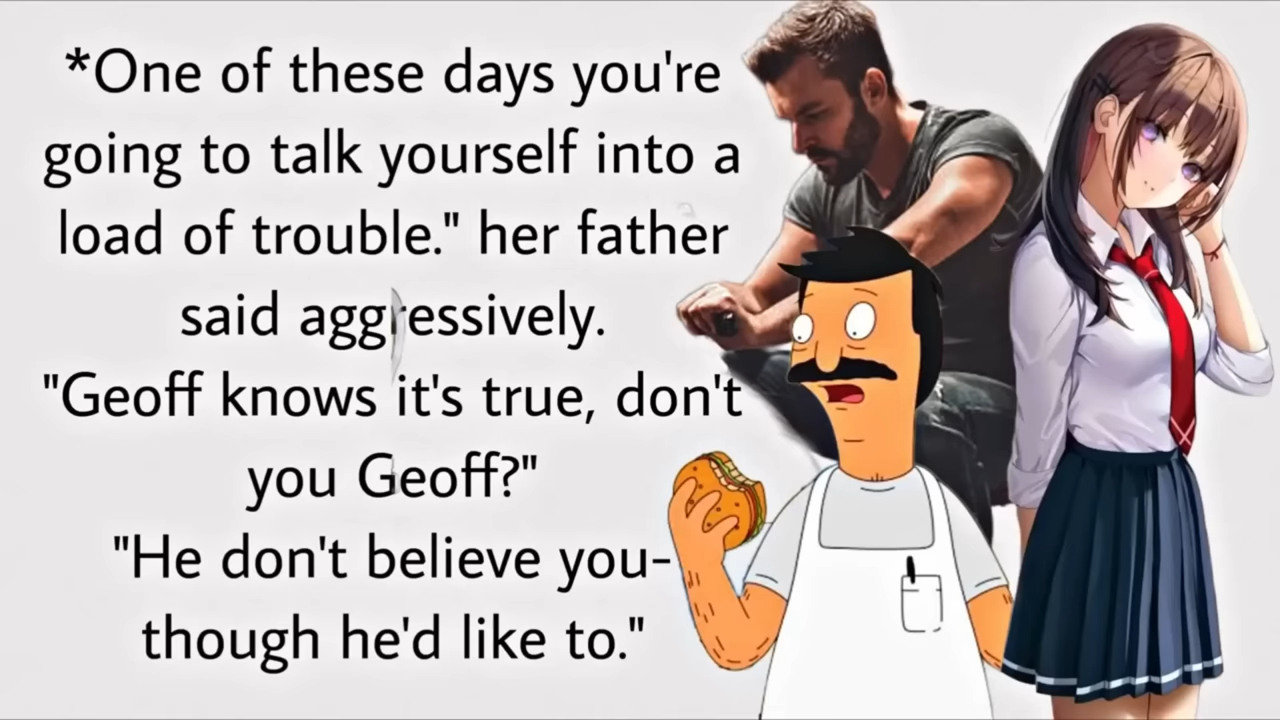 *One of these days you're
going to talk yourself into a
load of trouble." her father
said aggressively.
"Geoff knows it's true, don't
you Geoff?"
"He don't believe you-
though he'd like to."